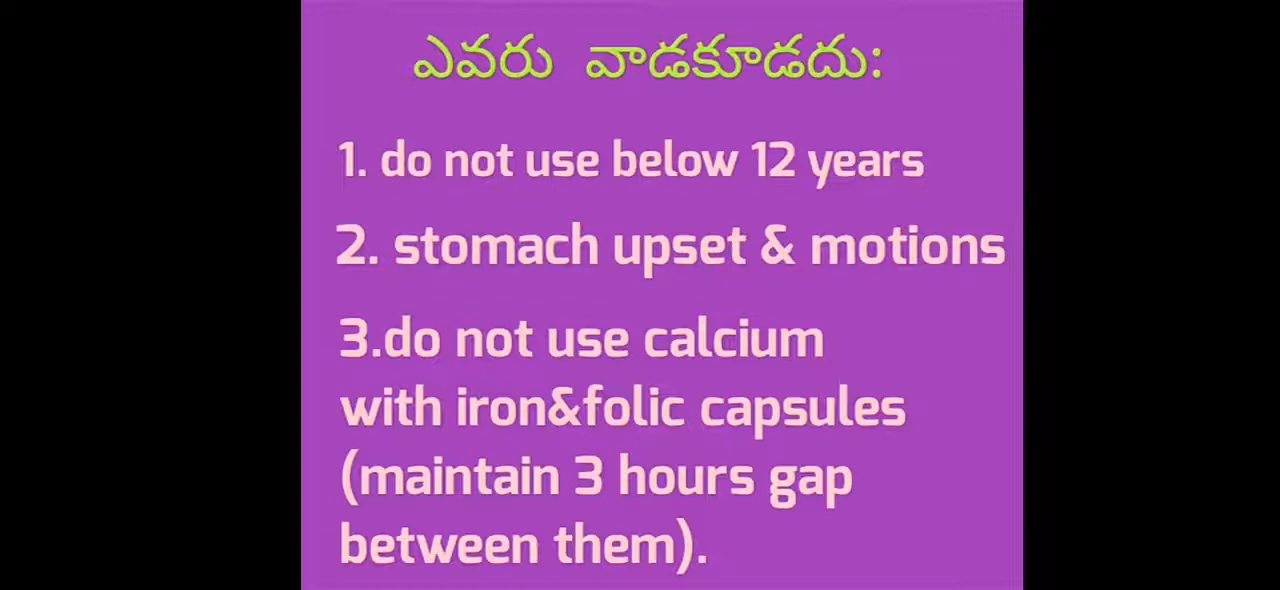 ఎవరు వాడకూడదు:
1. do not use below 12 years
2. stomach upset & motions
3.do not use calcium
with iron&folic capsules
(maintain 3 hours gap
between them).